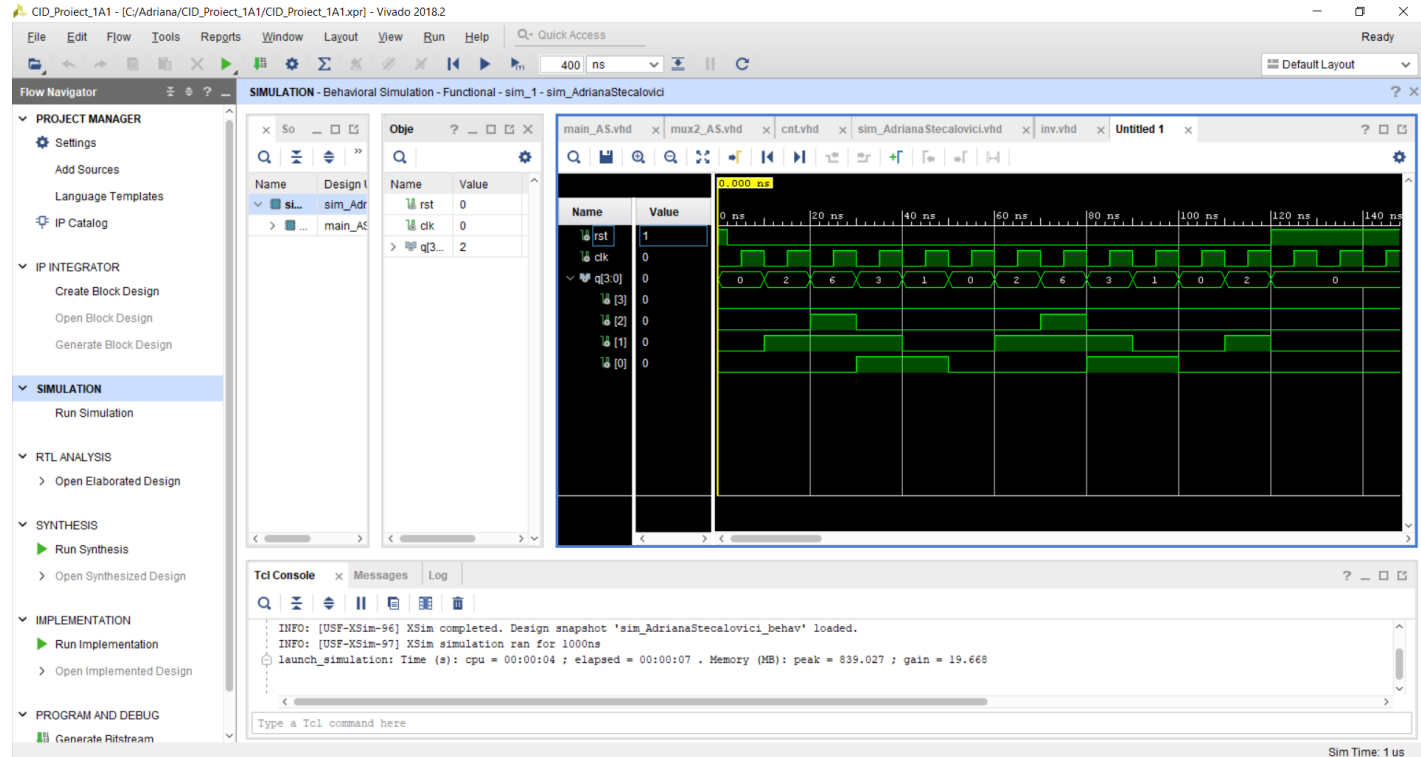 CID_Proiect_1A1 - [C:/Adriana/CID_Proiect_1A1/CID_Proiect_1A1.xpr] - Vivado 2018.2
File Edit Flow Tools Reports Window Layout View Run Help Q- Quick Access Ready
400 ns Default Layout
Flow Navigator ? _
SIMULATION - Behavioral Simulation - Functional - sim_1 - sim_AdrianaStecalovici ? X
PROJECT MANAGER
Settings
Add Sources
Language Templates
IP Catalog
IP INTEGRATOR
Create Block Design
Open Block Design
Generate Block Design
SIMULATION
Run Simulation
RTL ANALYSIS
Open Elaborated Design
SYNTHESIS
Run Synthesis
Open Synthesized Design
IMPLEMENTATION
Run Implementation
Open Implemented Design
PROGRAM AND DEBUG
Generate Bitstream
So
Name Design U
si... sim_Adr
... main_AS
Obje ?
Name Value
rst 0
clk 0
q[3... 2
main_AS.vhd mux2_AS.vhd cnt.vhd sim_AdrianaStecalovici.vhd inv.vhd Untitled 1 ?
0.000 ns
Name Value 0 ns 20 ns 40 ns 60 ns 80 ns 100 ns 120 ns 140 ns
rst 1
clk 0
q[3:0] 0 0 2 6 3 1 0 2 6 3 1 0 2 0
[3] 0
[2] 0
[1] 0
[0] 0
Tcl Console Messages Log ?
INFO: [USF-XSim-96] XSim completed. Design snapshot 'sim_AdrianaStecalovici_behav' loaded.
INFO: [USF-XSim-97] XSim simulation ran for 1000ns
launch_simulation: Time (s): cpu = 00:00:04 ; elapsed = 00:00:07 . Memory (MB): peak = 839.027 ; gain = 19.668
Type a Tcl command here
Sim Time: 1 us